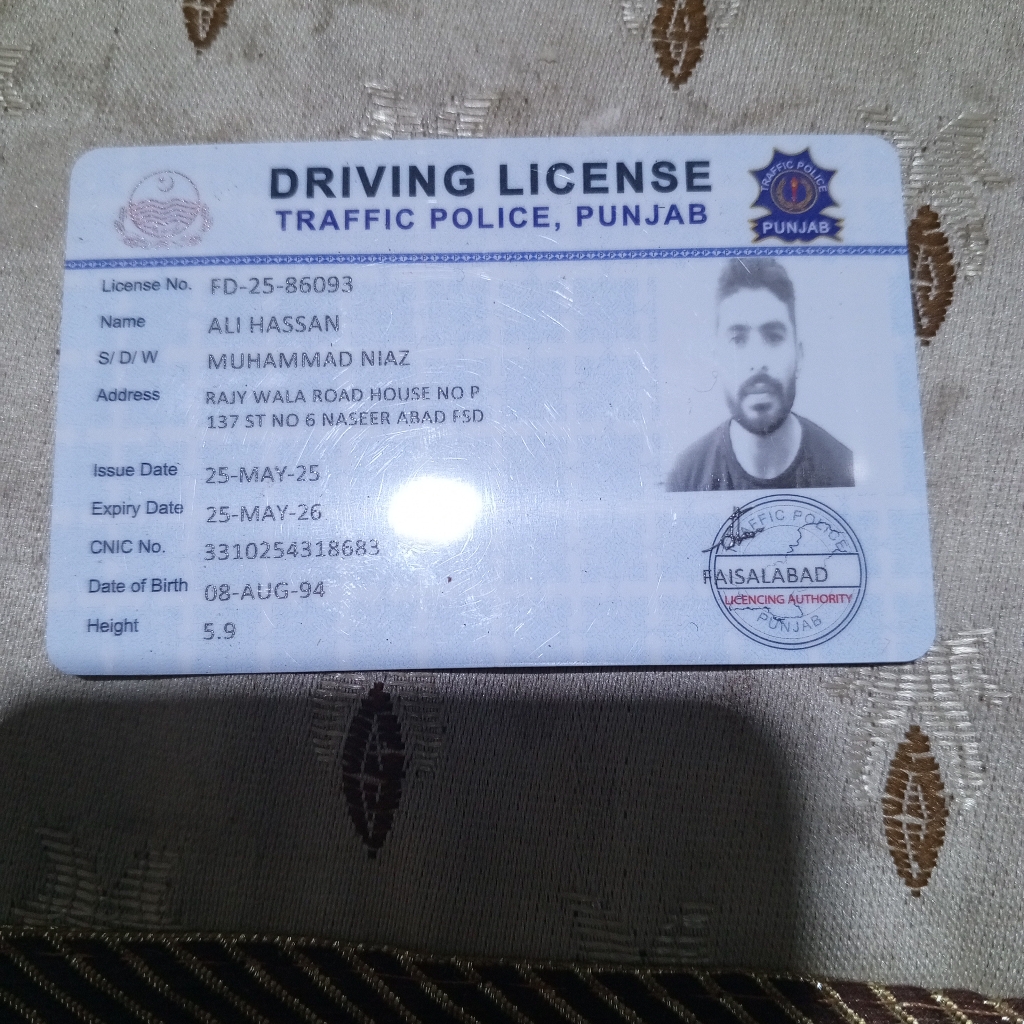 DRIVING LICENSE
TRAFFIC POLICE, PUNJAB
TRAFFIC POLICE
PUNJAB
License No. FD-25-86093
Name ALI HASSAN
S/ D/ W MUHAMMAD NIAZ
Address RAJY WALA ROAD HOUSE NO P
137 ST NO 6 NASEER ABAD FSD
Issue Date 25-MAY-25
Expiry Date 25-MAY-26
CNIC No. 3310254318683
Date of Birth 08-AUG-94
Height 5.9
TRAFFIC POLICE
FAISALABAD
LICENCING AUTHORITY
PUNJAB